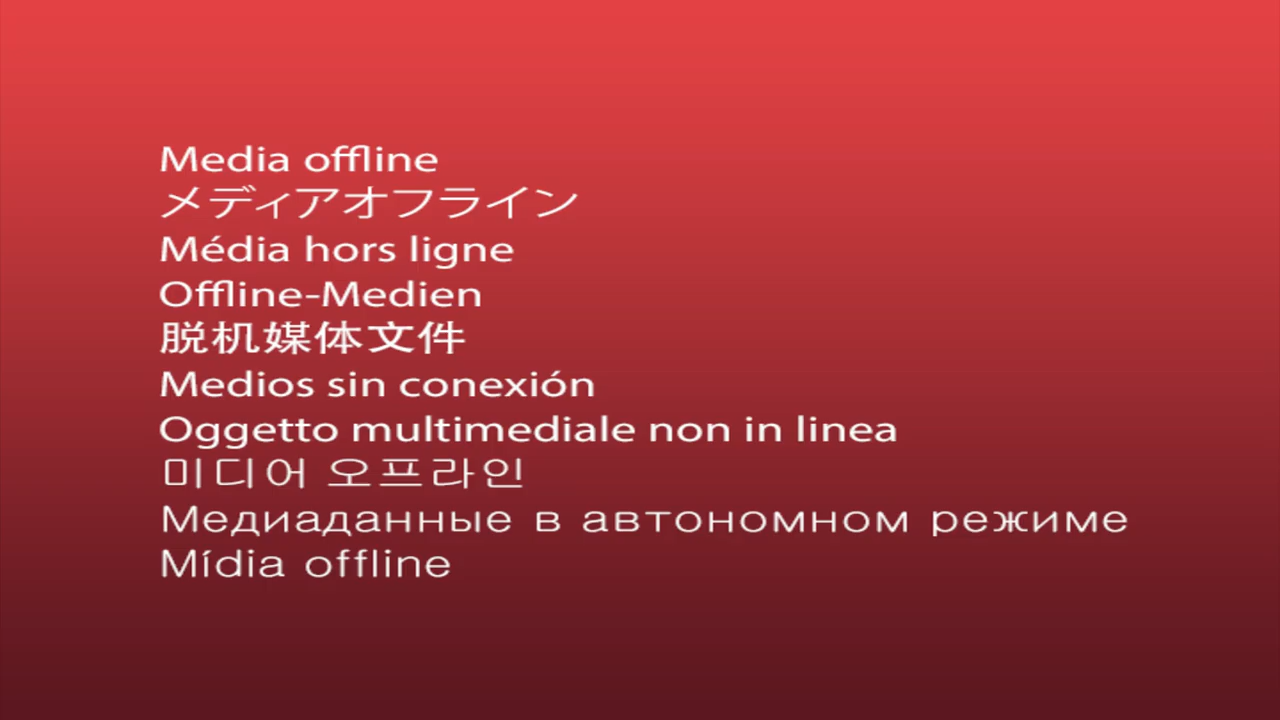 Media offline
メディアオフライン
Média hors ligne
Offline-Medien
脱机媒体文件
Medios sin conexión
Oggetto multimediale non in linea
미디어 오프라인
Медиаданные в автономном режиме
Mídia offline